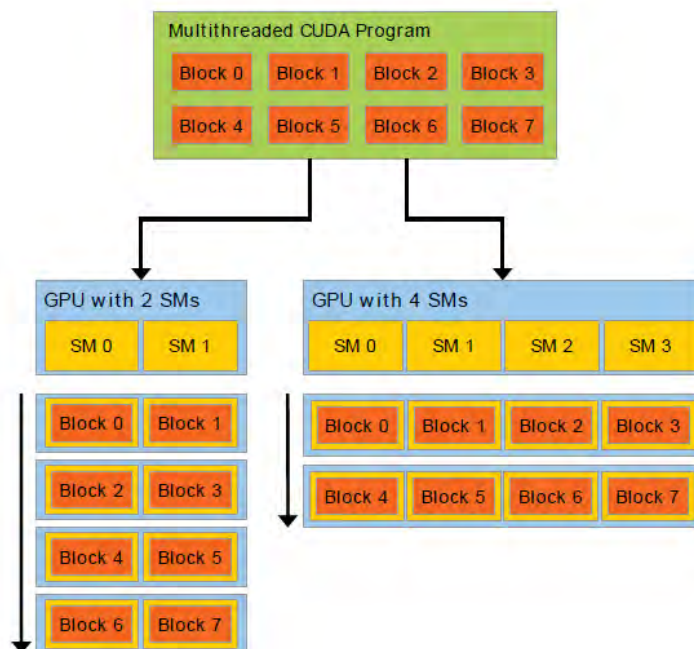 Multithreaded CUDA Program
Block 0 Block 1 Block 2 Block 3
Block 4 Block 5 Block 6 Block 7
GPU with 2 SMs
SM 0 SM 1
Block 0 Block 1
Block 2 Block 3
Block 4 Block 5
Block 6 Block 7
GPU with 4 SMs
SM 0 SM 1 SM 2 SM 3
Block 0 Block 1 Block 2 Block 3
Block 4 Block 5 Block 6 Block 7